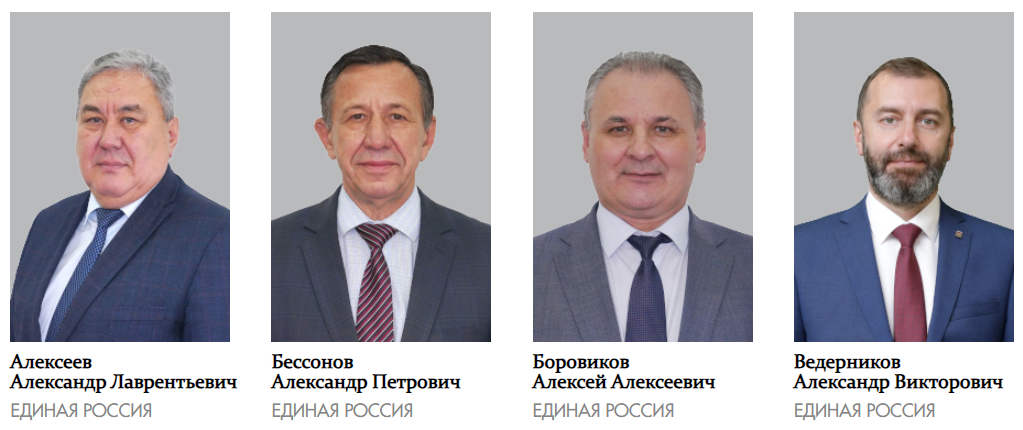 Алексеев
Александр Лаврентьевич
ЕДИНАЯ РОССИЯ
Бессонов
Александр Петрович
ЕДИНАЯ РОССИЯ
Боровиков
Алексей Алексеевич
ЕДИНАЯ РОССИЯ
Ведерников
Александр Викторович
ЕДИНАЯ РОССИЯ